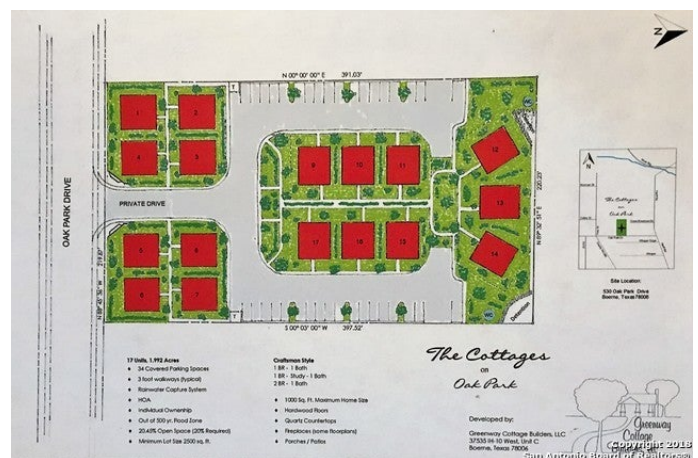 N
N 00° 00' 00" E 391.03'
T
1
2
4
3
9
10
11
12
13
OAK PARK DRIVE
PRIVATE DRIVE
5
6
7
17
16
15
14
T
Detention
S 00° 03' 00" W 397.52'
The Cottages
on
Oak Park
Site Location
530 Oak Park Drive
Boerne, Texas 78006
17 Units, 1.992 Acres
34 Covered Parking Spaces
3 foot walkways (typical)
Rainwater Capture System
HOA
Individual Ownership
Out of 500 yr. Flood Zone
20.45% Open Space (20% Required)
Minimum Lot Size 2500 sq. ft.
Craftsman Style
1 BR - 1 Bath
1 BR - Study - 1 Bath
2 BR - 1 Bath
1000 Sq. Ft. Maximum Home Size
Hardwood Floors
Quartz Countertops
Fireplaces (some floorplans)
Porches / Patios
The Cottages
on
Oak Park
Developed by:
Greenway Cottage Builders, LLC
37535 IH-10 West, Unit C
Boerne, Texas 78006
Greenway
Cottage
Copyright 2018
San Antonio Board of Realtors